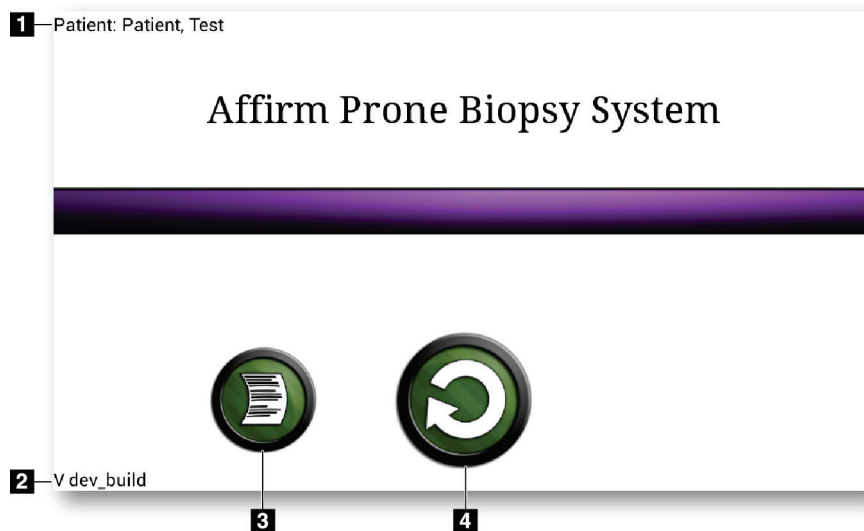 1 Patient: Patient, Test
Affirm Prone Biopsy System
2 V dev_build
3 4